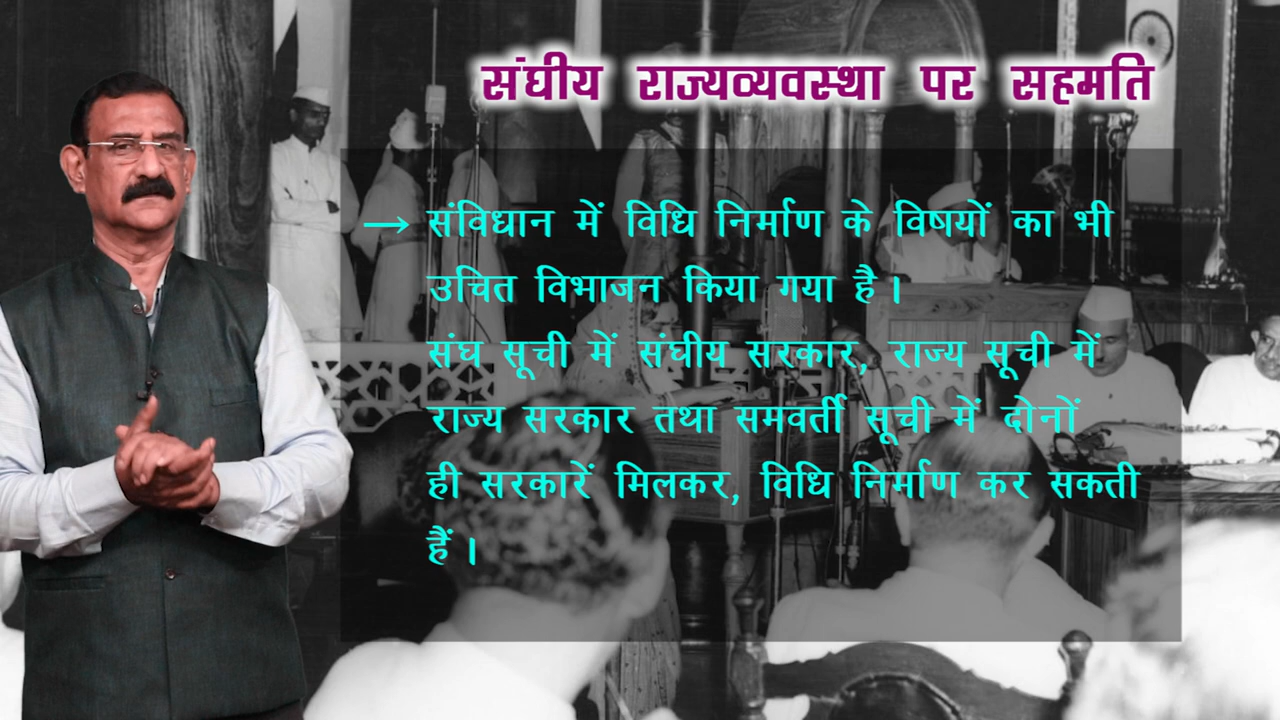 संघीय राज्यव्यवस्था पर सहमति
→ संविधान में विधि निर्माण के विषयों का भी
उचित विभाजन किया गया है।
संघ सूची में संघीय सरकार, राज्य सूची में
राज्य सरकार तथा समवर्ती सूची में दोनों
ही सरकारें मिलकर, विधि निर्माण कर सकती
हैं।